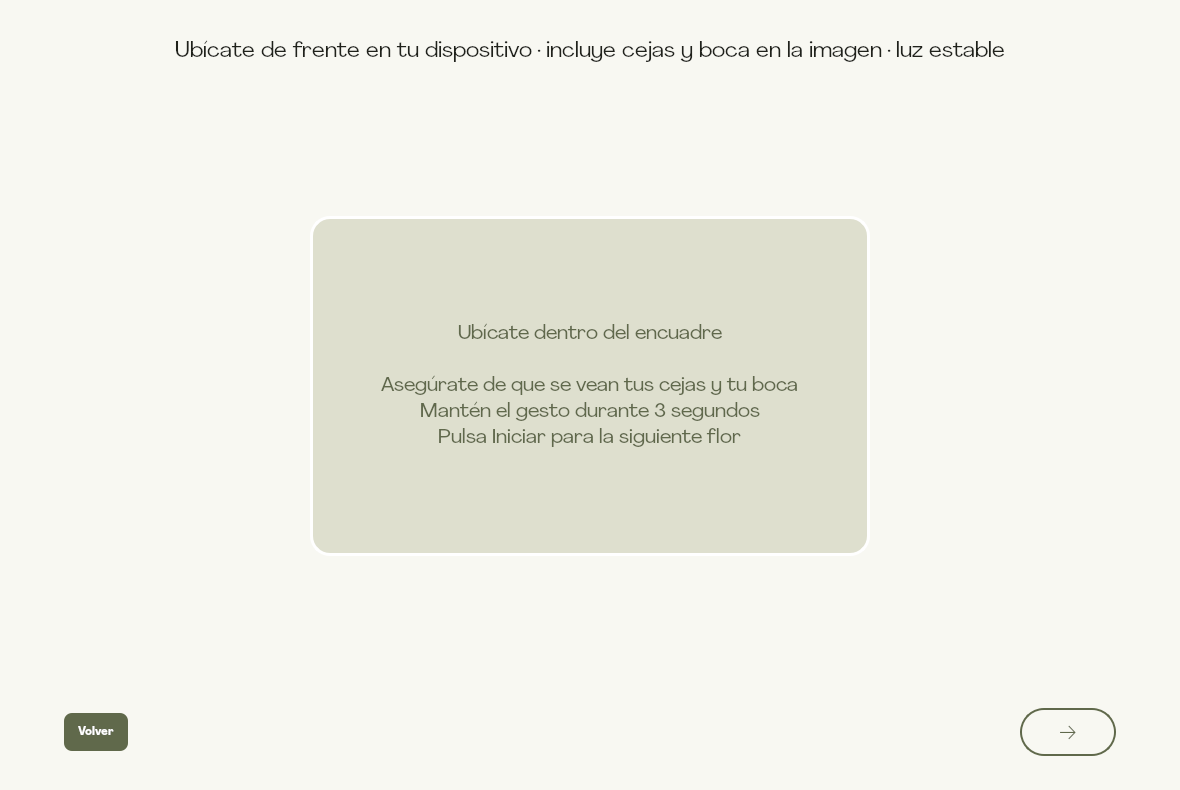 Ubícate de frente en tu dispositivo · incluye cejas y boca en la imagen · luz estable
Ubícate dentro del encuadre
Asegúrate de que se vean tus cejas y tu boca
Mantén el gesto durante 3 segundos
Pulsa Iniciar para la siguiente flor
Volver